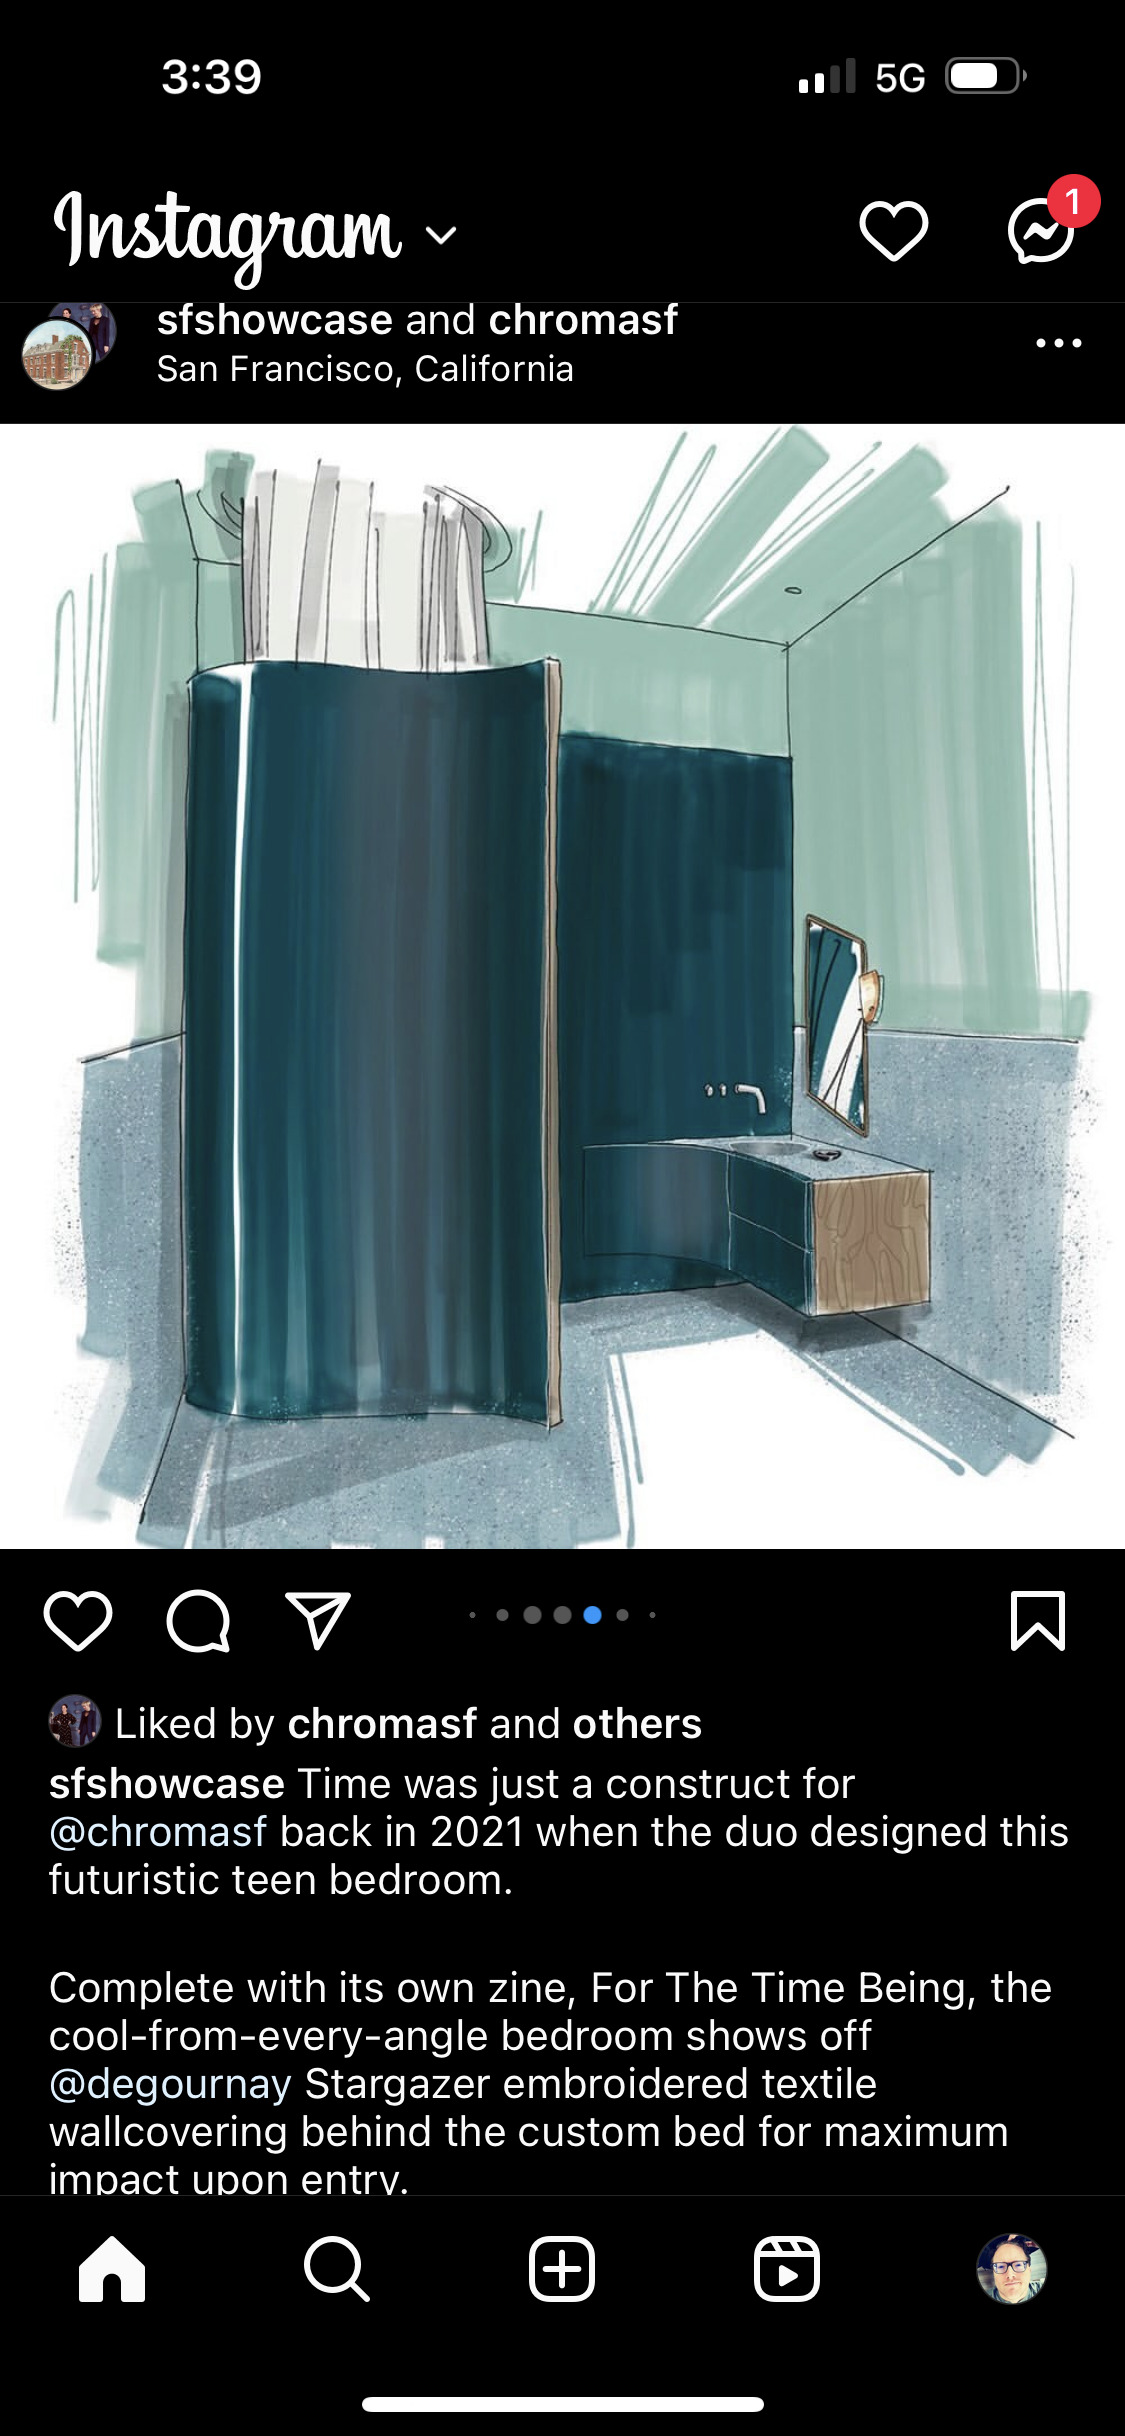 3:39
5G
Instagram
1
sfshowcase and chromasf
San Francisco, California
Liked by chromasf and others
sfshowcase Time was just a construct for
@chromasf back in 2021 when the duo designed this
futuristic teen bedroom.
Complete with its own zine, For The Time Being, the
cool-from-every-angle bedroom shows off
@degournay Stargazer embroidered textile
wallcovering behind the custom bed for maximum
impact upon entry.